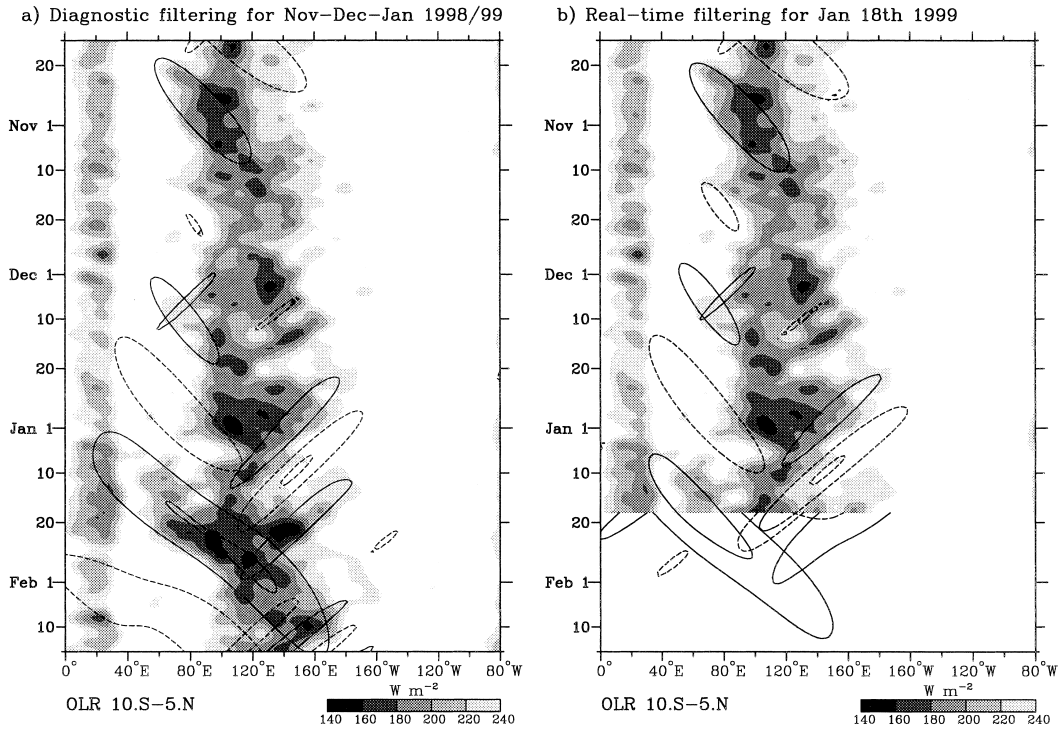 a) Diagnostic filtering for Nov-Dec-Jan 1998/99
20
Nov 1
10
20
Dec 1
10
20
Jan 1
10
20
Feb 1
10
0° 40°E 80°E 120°E 160°E 160°W 120°W 80°W
OLR 10.S-5.N
W m⁻²
140 160 180 200 220 240
b) Real-time filtering for Jan 18th 1999
20
Nov 1
10
20
Dec 1
10
20
Jan 1
10
20
Feb 1
10
0° 40°E 80°E 120°E 160°E 160°W 120°W 80°W
OLR 10.S-5.N
W m⁻²
140 160 180 200 220 240